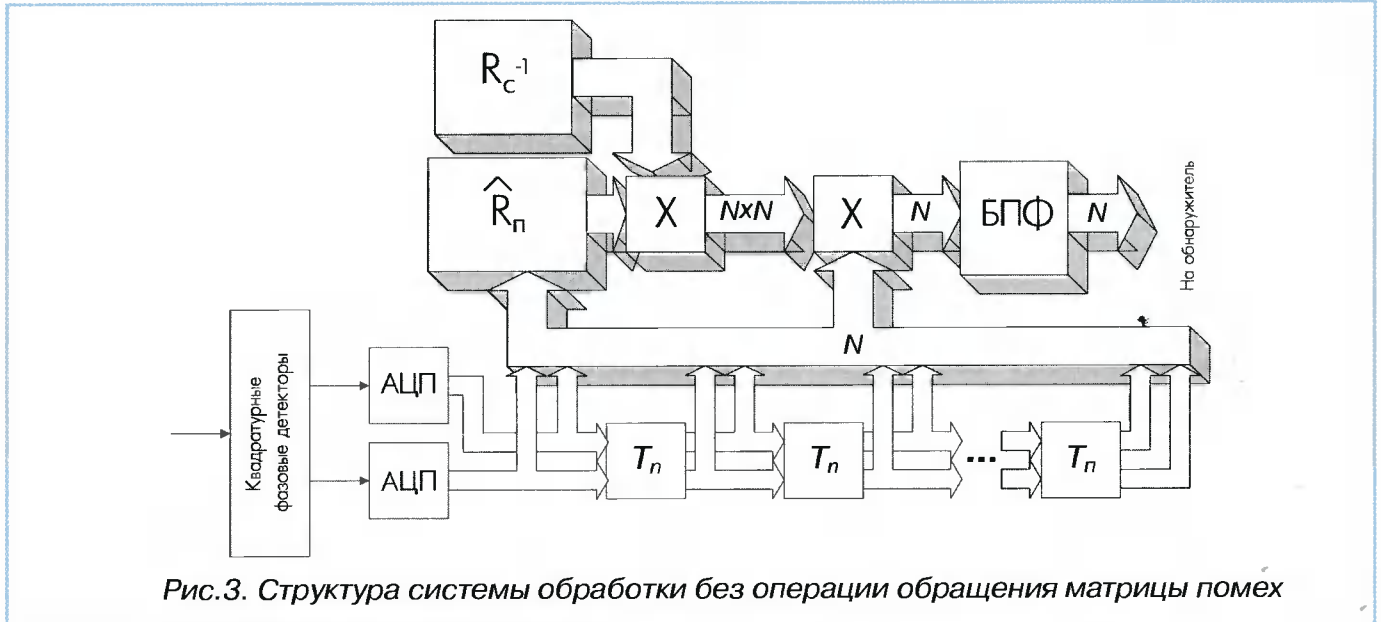 R_c⁻¹
R̂_п
X
N×N
X
N
БПФ
N
На обнаружитель
N
Квадратурные
фазовые детекторы
АЦП
АЦП
T_n
T_n
...
T_n
Рис.3. Структура системы обработки без операции обращения матрицы помех